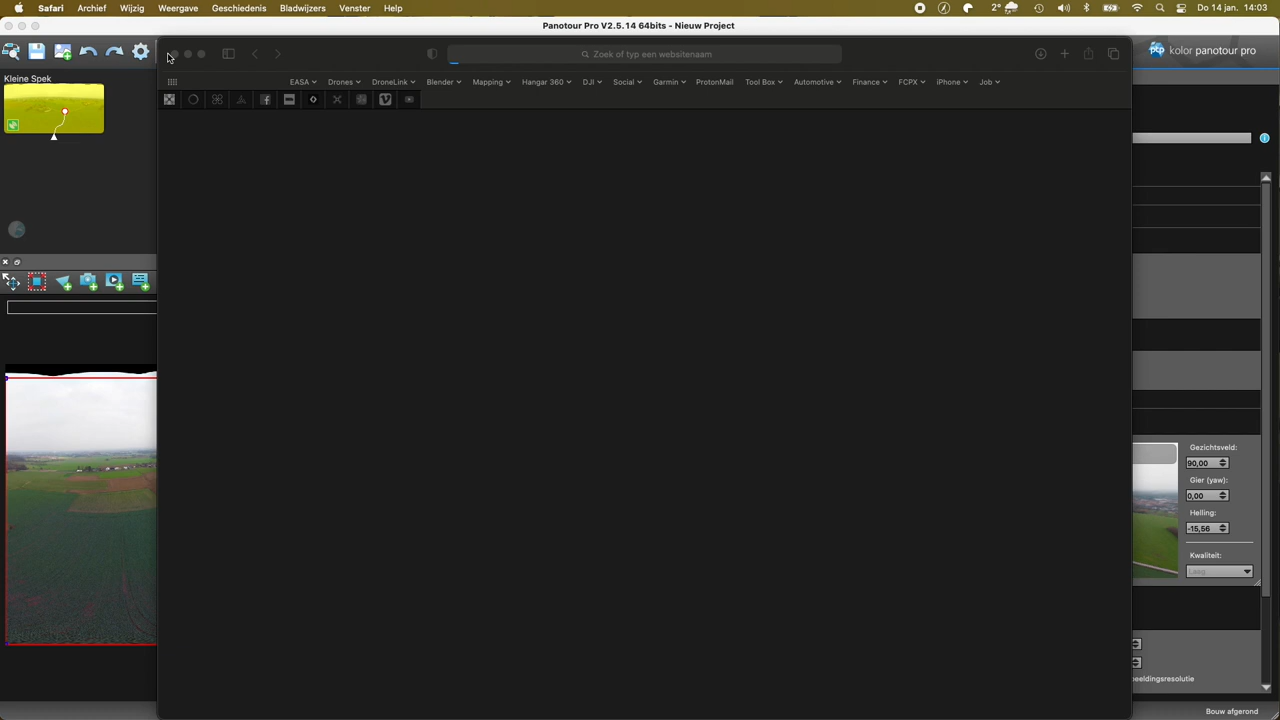 Safari Archief Wijzig Weergave Geschiedenis Bladwijzers Venster Help 2° Do 14 jan. 14:03
Panotour Pro V2.5.14 64bits - Nieuw Project
kolor panotour pro
Zoek of typ een websitenaam
Kleine Spek
EASA Drones DroneLink Blender Mapping Hangar 360 DJI Social Garmin ProtonMail Tool Box Automotive Finance FCPX iPhone Job
Gezichtsveld:
90,00
Gier (yaw):
0,00
Helling:
-15,56
Kwaliteit:
Laag
beeldingsresolutie
Bouw afgerond